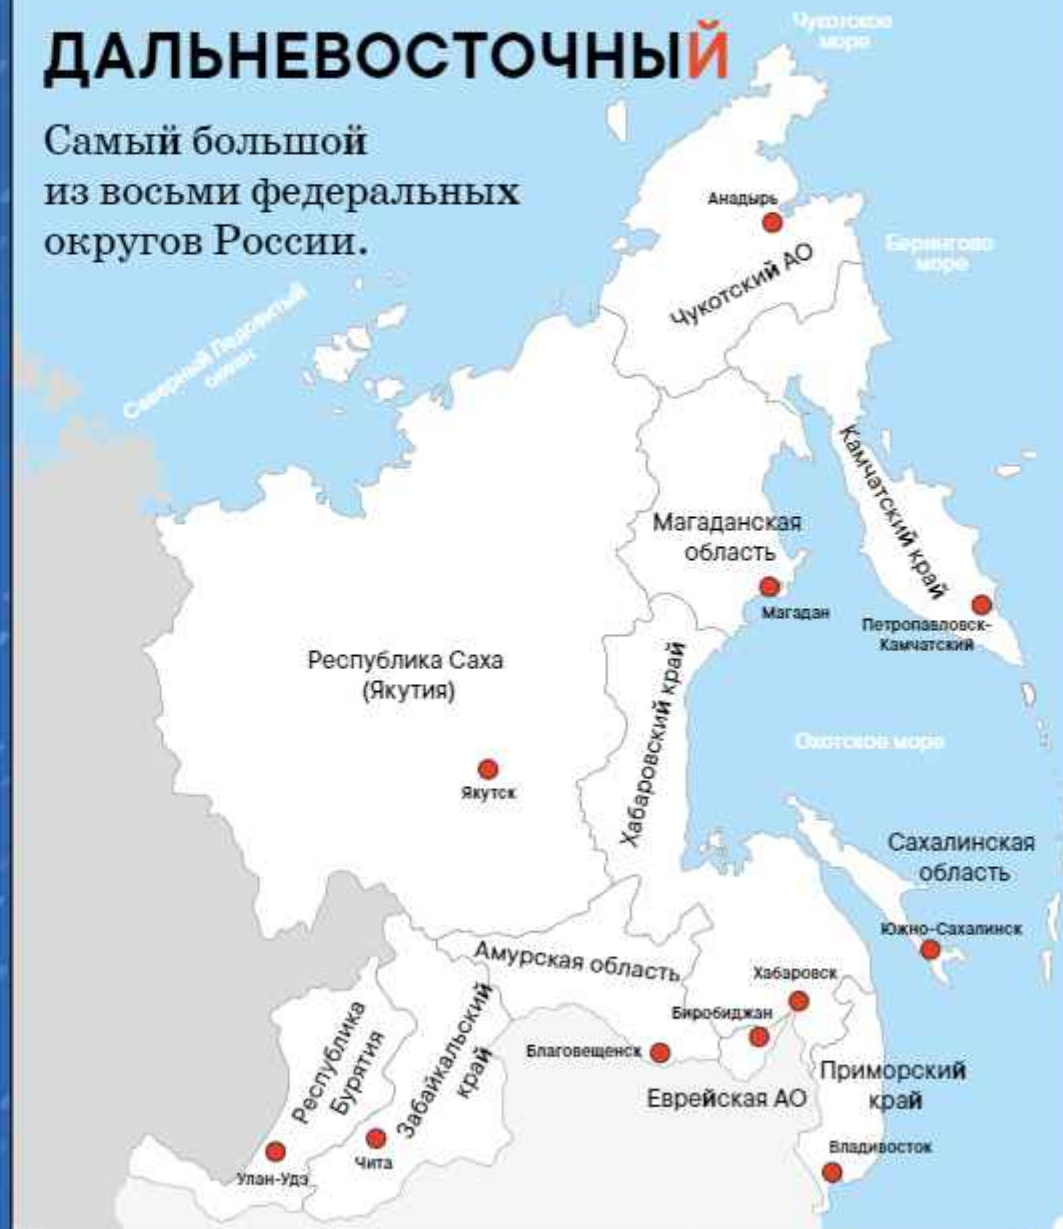 ДАЛЬНЕВОСТОЧНЫЙ
Самый большой
из восьми федеральных
округов России.
Чукотское
море
Анадырь
Чукотский АО
Берингово
море
Северный Ледовитый
океан
Камчатский край
Магаданская
область
Магадан
Петропавловск-
Камчатский
Республика Саха
(Якутия)
Хабаровский край
Охотское море
Якутск
Сахалинская
область
Южно-Сахалинск
Амурская область
Хабаровск
Биробиджан
Благовещенск
Республика
Бурятия
Забайкальский
край
Приморский
край
Еврейская АО
Владивосток
Чита
Улан-Удэ